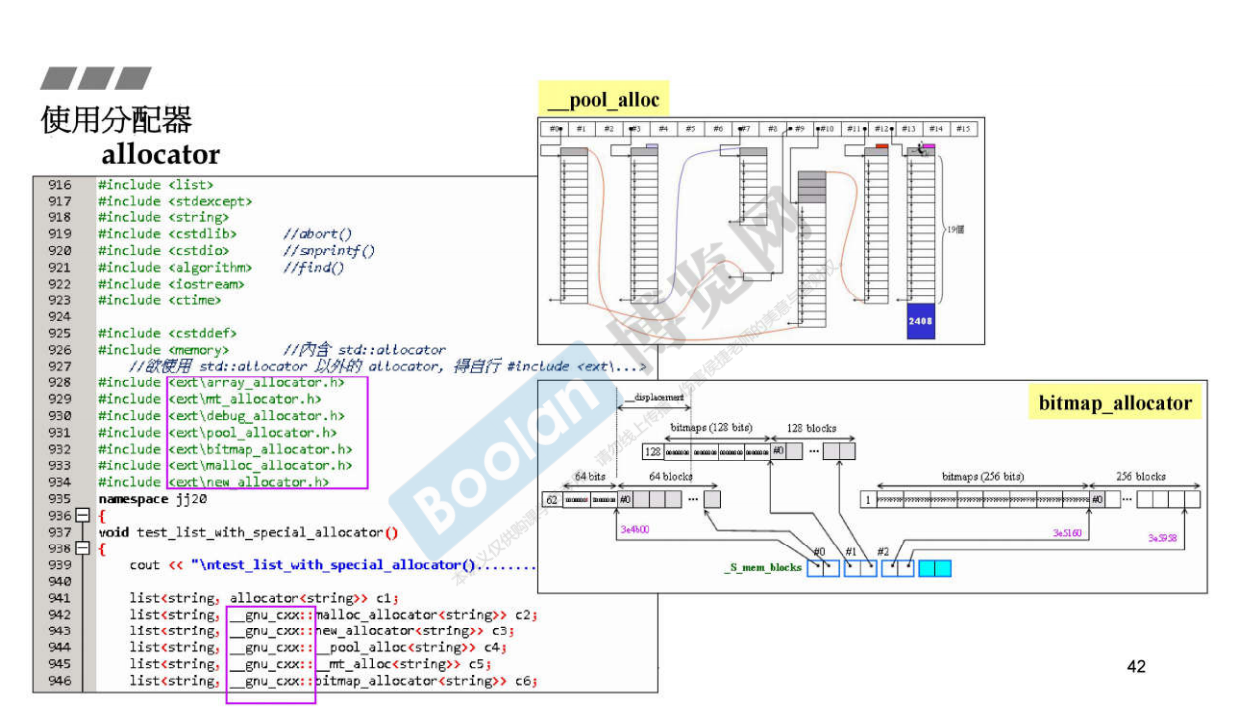 使用分配器
allocator
916 #include <list>
917 #include <stdexcept>
918 #include <string>
919 #include <cstdlib> //abort()
920 #include <cstdio> //snprintf()
921 #include <algorithm> //find()
922 #include <iostream>
923 #include <ctime>
924
925 #include <cstddef>
926 #include <memory> //內含 std::allocator
927 //欲使用 std::allocator 以外的 allocator, 得自行 #include <ext\...>
928 #include <ext\array_allocator.h>
929 #include <ext\mt_allocator.h>
930 #include <ext\debug_allocator.h>
931 #include <ext\pool_allocator.h>
932 #include <ext\bitmap_allocator.h>
933 #include <ext\malloc_allocator.h>
934 #include <ext\new_allocator.h>
935 namespace jj20
936 {
937 void test_list_with_special_allocator()
938 {
939 cout << "\ntest_list_with_special_allocator()........
940
941 list<string, allocator<string>> c1;
942 list<string, __gnu_cxx::malloc_allocator<string>> c2;
943 list<string, __gnu_cxx::new_allocator<string>> c3;
944 list<string, __gnu_cxx::__pool_alloc<string>> c4;
945 list<string, __gnu_cxx::__mt_alloc<string>> c5;
946 list<string, __gnu_cxx::bitmap_allocator<string>> c6;
__pool_alloc
#0 #1 #2 #3 #4 #5 #6 #7 #8 #9 #10 #11 #12 #13 #14 #15
19個
2408
bitmap_allocator
__displacement
bitmaps (128 bits) 128 blocks
128 #0 ...
64 bits 64 blocks
62 #0 ...
bitmaps (256 bits) 256 blocks
1 #0 ...
3e4b00
3e5160
3e5958
#0 #1 #2
_S_mem_blocks
Boolan 博览网
42